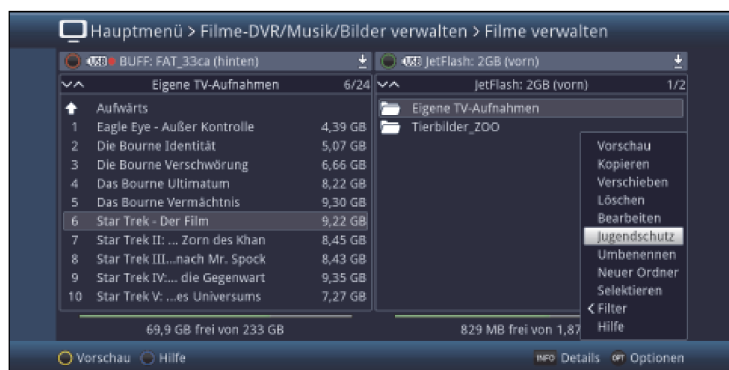 Hauptmenü > Filme-DVR/Musik/Bilder verwalten > Filme verwalten
USB BUFF: FAT_33ca (hinten)
USB JetFlash: 2GB (vorn)
Eigene TV-Aufnahmen 6/24
JetFlash: 2GB (vorn) 1/2
Aufwärts
1 Eagle Eye - Außer Kontrolle 4,39 GB
2 Die Bourne Identität 5,07 GB
3 Die Bourne Verschwörung 6,66 GB
4 Das Bourne Ultimatum 8,22 GB
5 Das Bourne Vermächtnis 9,30 GB
6 Star Trek - Der Film 9,22 GB
7 Star Trek II: ... Zorn des Khan 8,45 GB
8 Star Trek III...nach Mr. Spock 8,43 GB
9 Star Trek IV:... die Gegenwart 9,35 GB
10 Star Trek V: ...es Universums 7,27 GB
69,9 GB frei von 233 GB
Eigene TV-Aufnahmen
Tierbilder_ZOO
829 MB frei von 1,87
Vorschau
Kopieren
Verschieben
Löschen
Bearbeiten
Jugendschutz
Umbenennen
Neuer Ordner
Selektieren
Filter
Hilfe
Vorschau Hilfe
INFO Details OPT Optionen